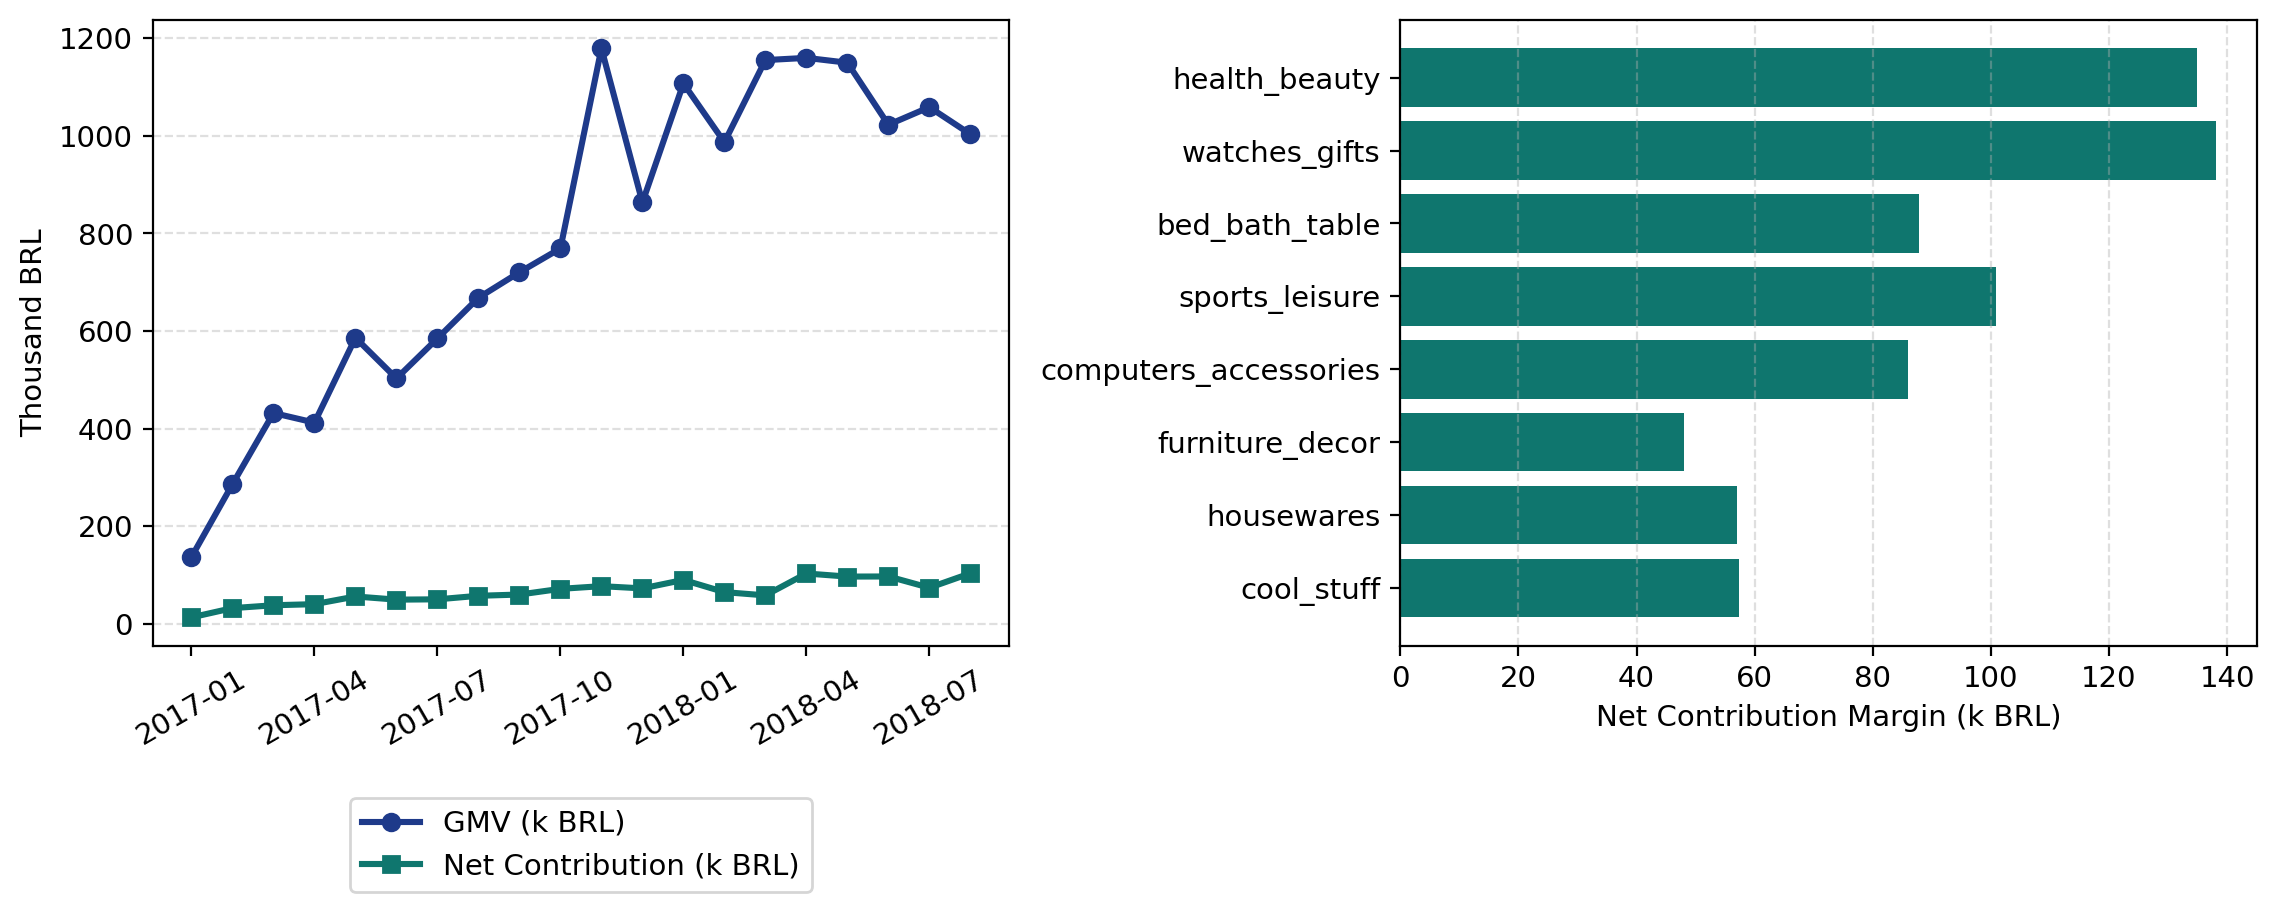 Thousand BRL
1200
1000
800
600
400
200
0
2017-01 2017-04 2017-07 2017-10 2018-01 2018-04 2018-07
GMV (k BRL)
Net Contribution (k BRL)
health_beauty
watches_gifts
bed_bath_table
sports_leisure
computers_accessories
furniture_decor
housewares
cool_stuff
0 20 40 60 80 100 120 140
Net Contribution Margin (k BRL)